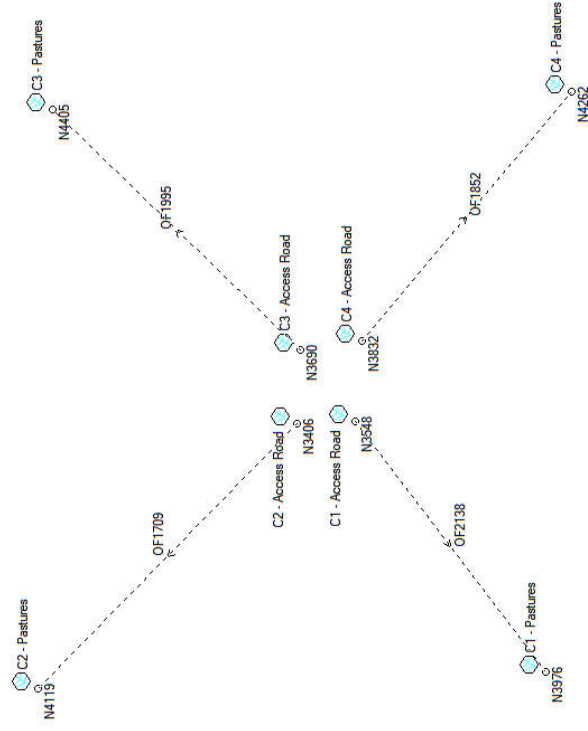 C3 - Pastures
N4405
C4 - Pastures
N4262
OF1995
OF1852
C3 - Access Road
N3690
C4 - Access Road
N3832
C2 - Access Road
N3406
C1 - Access Road
N3548
OF1709
OF2138
C2 - Pastures
N4119
C1 - Pastures
N3976